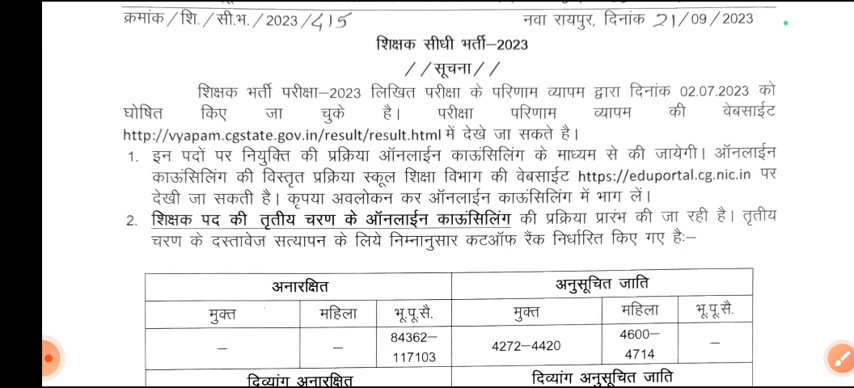 क्रमांक/शि./सी.भ./2023/415 नवा रायपुर, दिनांक 21/09/2023
शिक्षक सीधी भर्ती–2023
//सूचना//
शिक्षक भर्ती परीक्षा–2023 लिखित परीक्षा के परिणाम व्यापम द्वारा दिनांक 02.07.2023 को
घोषित किए जा चुके है। परीक्षा परिणाम व्यापम की वेबसाईट
http://vyapam.cgstate.gov.in/result/result.html में देखे जा सकते है।
1. इन पदों पर नियुक्ति की प्रक्रिया ऑनलाईन काऊंसिलिंग के माध्यम से की जायेगी। ऑनलाईन
काऊंसिलिंग की विस्तृत प्रक्रिया स्कूल शिक्षा विभाग की वेबसाईट https://eduportal.cg.nic.in पर
देखी जा सकती है। कृपया अवलोकन कर ऑनलाईन काऊंसिलिंग में भाग लें।
2. शिक्षक पद की तृतीय चरण के ऑनलाईन काऊंसिलिंग की प्रक्रिया प्रारंभ की जा रही है। तृतीय
चरण के दस्तावेज सत्यापन के लिये निम्नानुसार कटऑफ रैंक निर्धारित किए गए है:–
अनारक्षित अनुसूचित जाति
मुक्त महिला भू.पू.सै. मुक्त महिला भू.पू.सै.
– – 84362– 4272–4420 4600– –
117103 4714
दिव्यांग अनारक्षित दिव्यांग अनुसूचित जाति